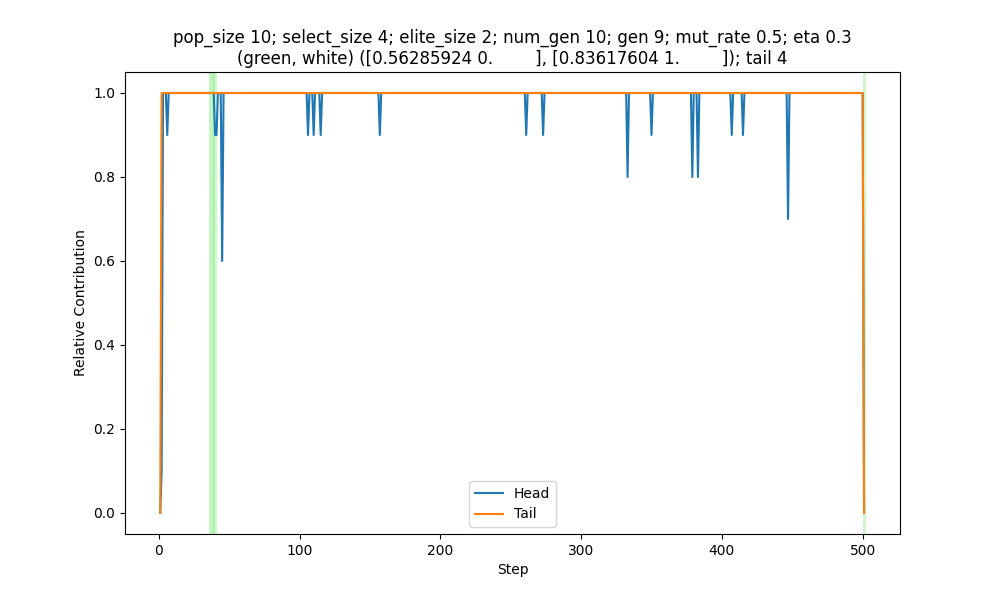 pop_size 10; select_size 4; elite_size 2; num_gen 10; gen 9; mut_rate 0.5; eta 0.3
(green, white) ([0.56285924 0.        ], [0.83617604 1.        ]); tail 4
1.0
0.8
0.6
0.4
0.2
0.0
Relative Contribution
Head
Tail
0
100
200
300
400
500
Step